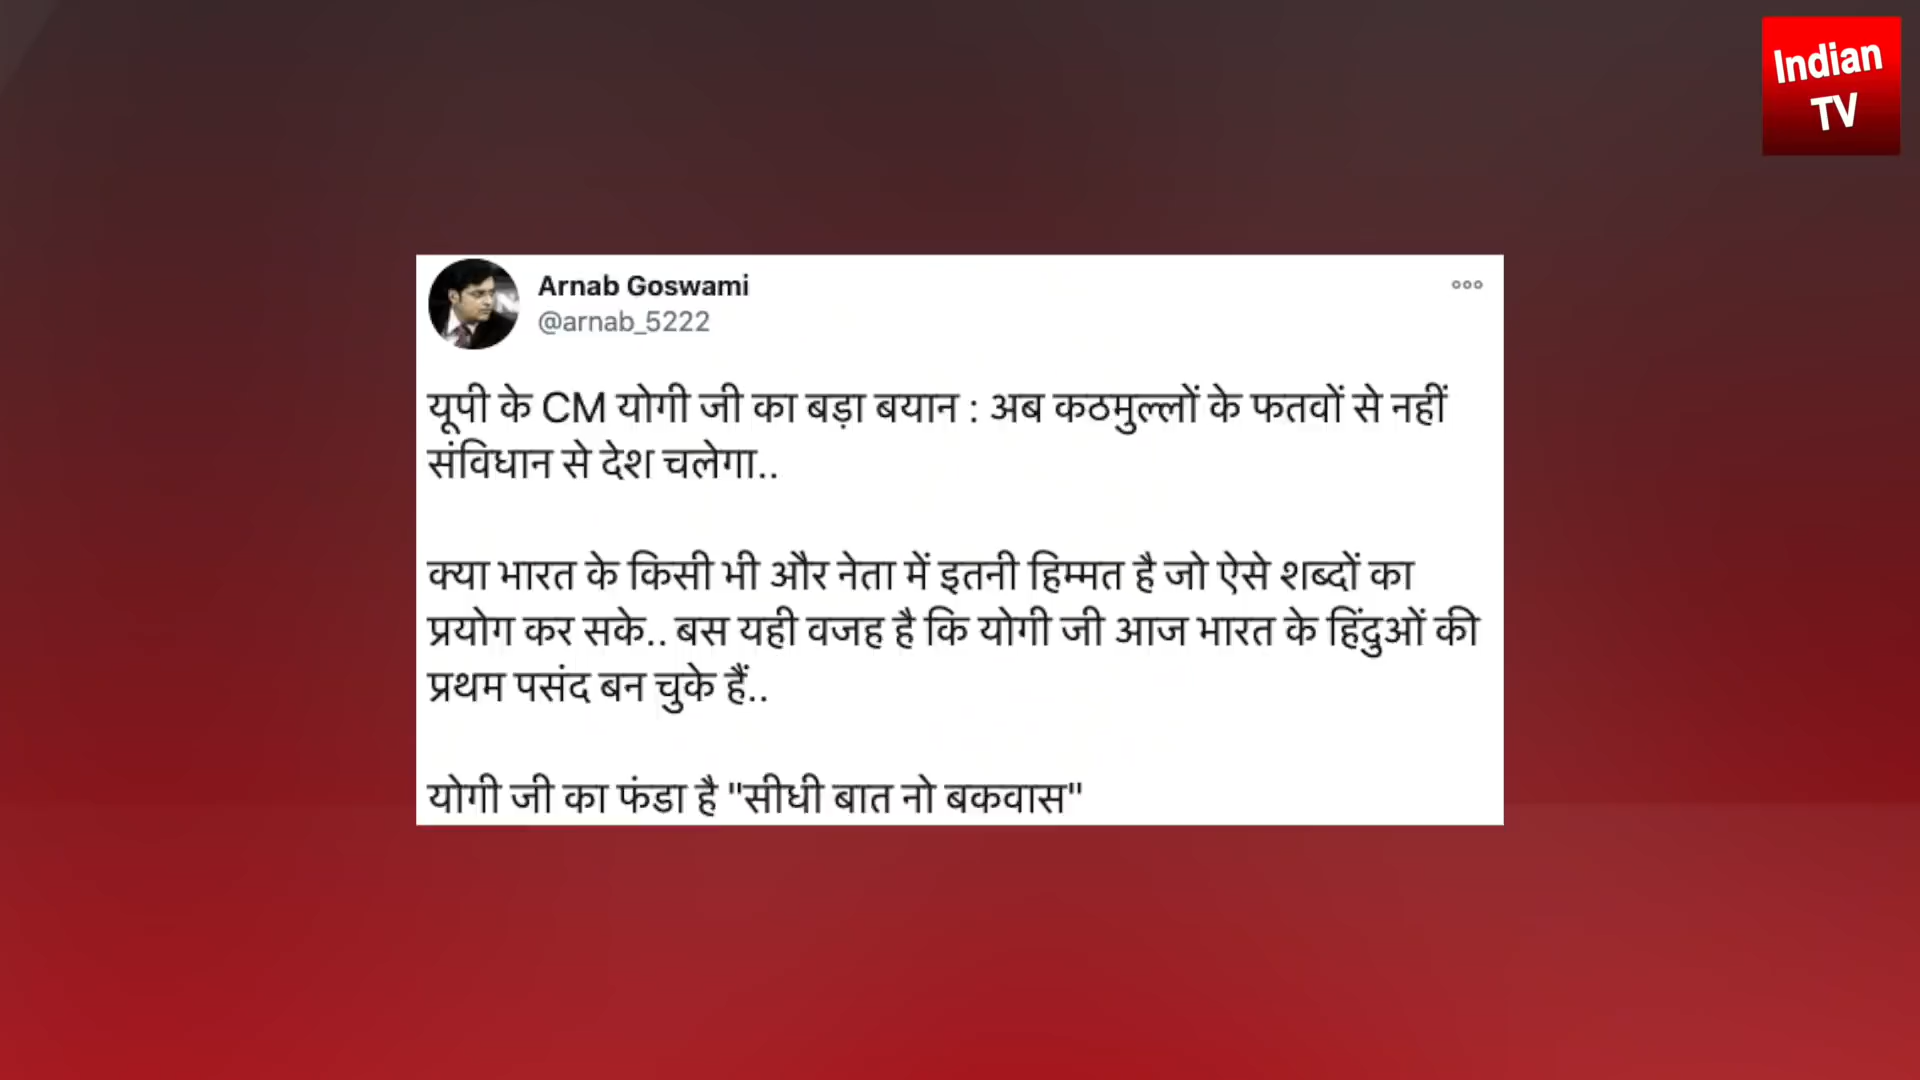 Indian
TV
Arnab Goswami
@arnab_5222
यूपी के CM योगी जी का बड़ा बयान : अब कठमुल्लों के फतवों से नहीं
संविधान से देश चलेगा..
क्या भारत के किसी भी और नेता में इतनी हिम्मत है जो ऐसे शब्दों का
प्रयोग कर सके.. बस यही वजह है कि योगी जी आज भारत के हिंदुओं की
प्रथम पसंद बन चुके हैं..
योगी जी का फंडा है "सीधी बात नो बकवास"